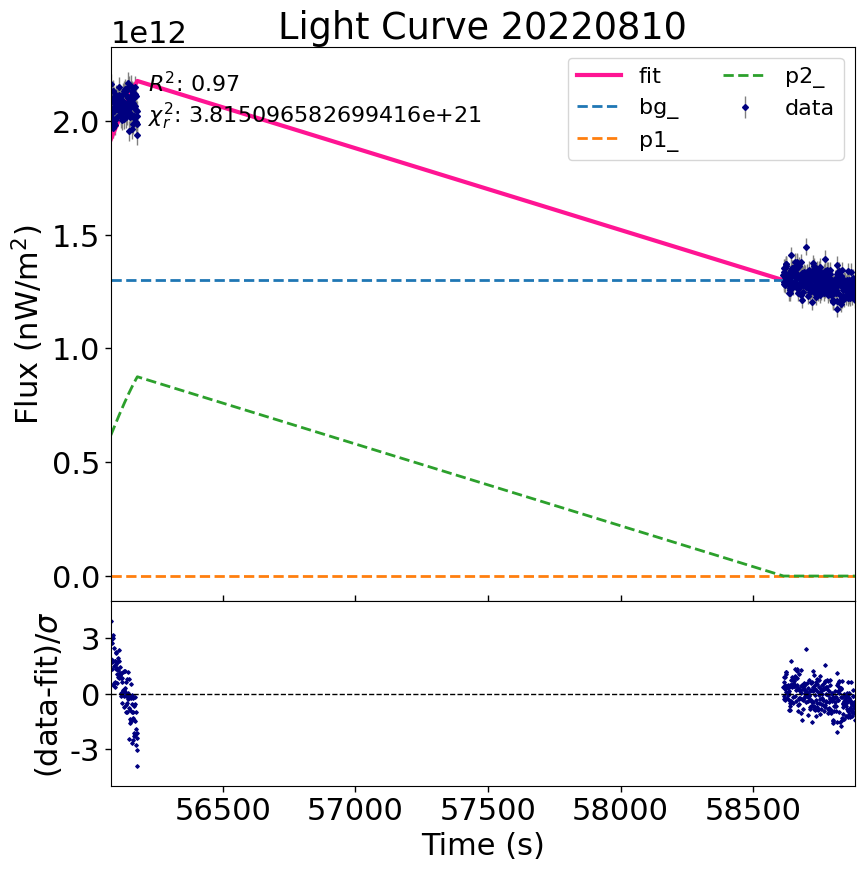 Light Curve 20220810
1e12
R²: 0.97
χ²ᵣ: 3.815096582699416e+21
fit
bg_
p1_
p2_
data
Flux (nW/m²)
2.0
1.5
1.0
0.5
0.0
(data-fit)/σ
3
0
-3
56500 57000 57500 58000 58500
Time (s)